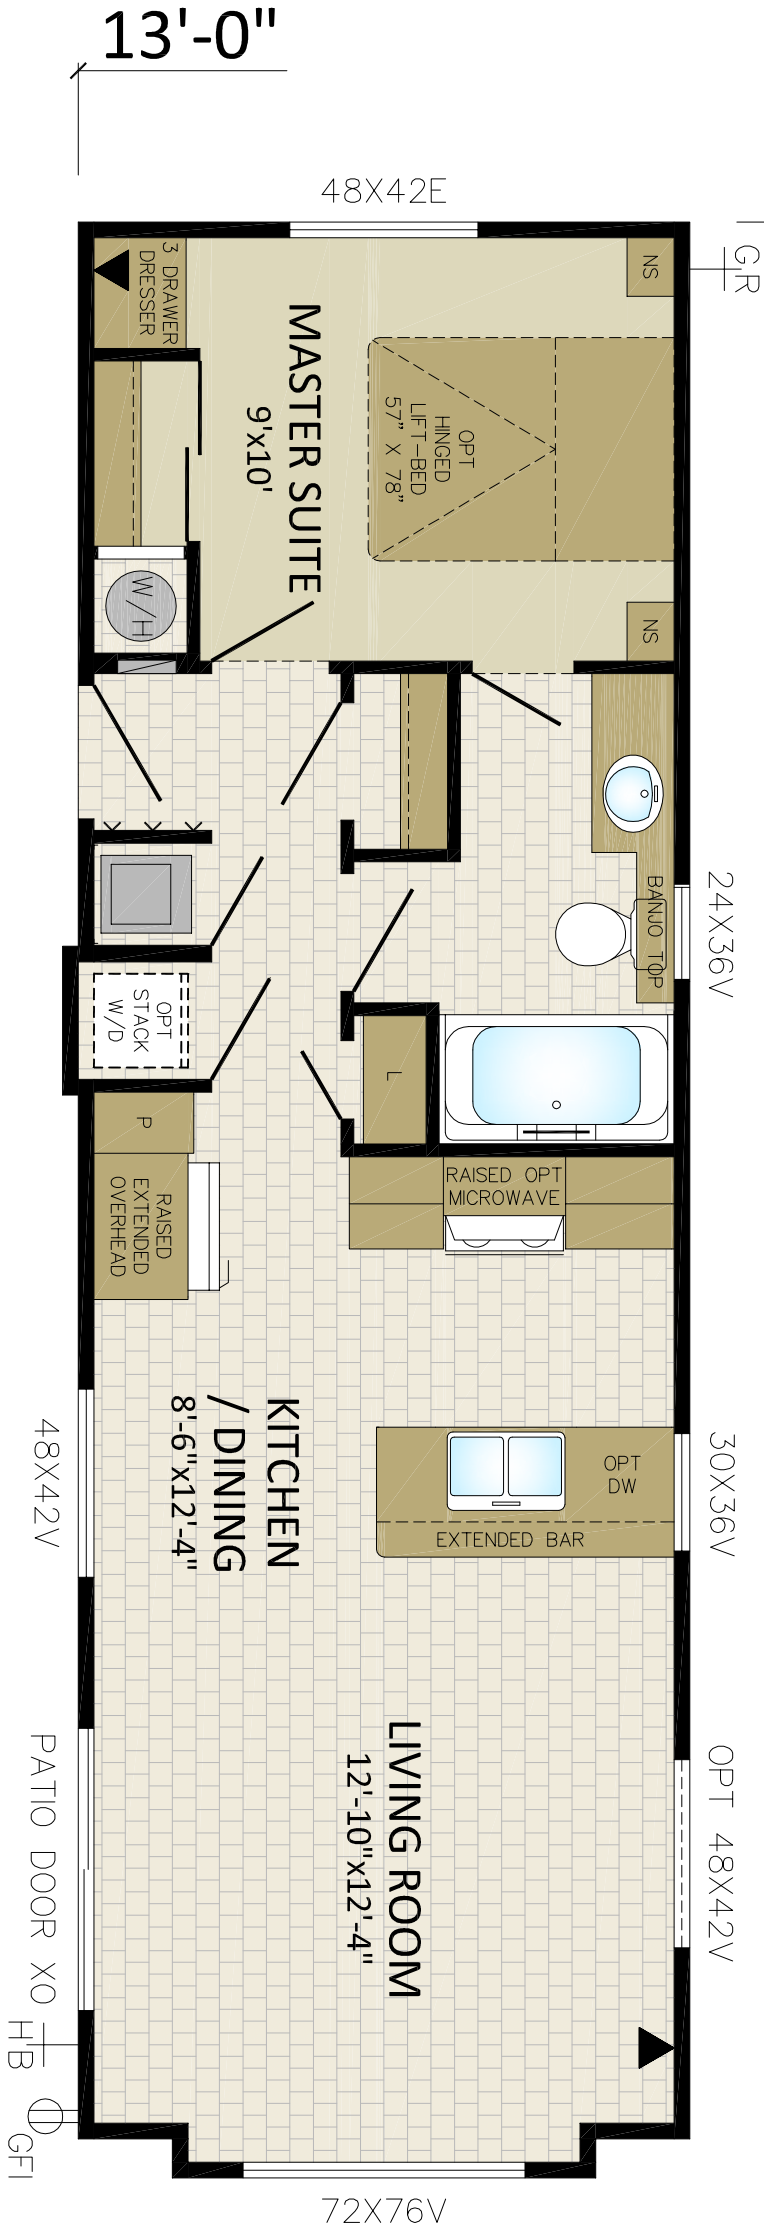 13'-0"
48X42E
GR
3 DRAWER
DRESSER
NS
MASTER SUITE
9'x10'
OPT
HINGED
LIFT-BED
57" X 78"
W/H
NS
BANJO TOP
24X36V
OPT
STACK
W/D
L
P
RAISED
EXTENDED
OVERHEAD
RAISED OPT
MICROWAVE
KITCHEN
/ DINING
8'-6"x12'-4"
48X42V
OPT
DW
EXTENDED BAR
30X36V
LIVING ROOM
12'-10"x12'-4"
OPT 48X42V
PATIO DOOR XO
HB
GFI
72X76V